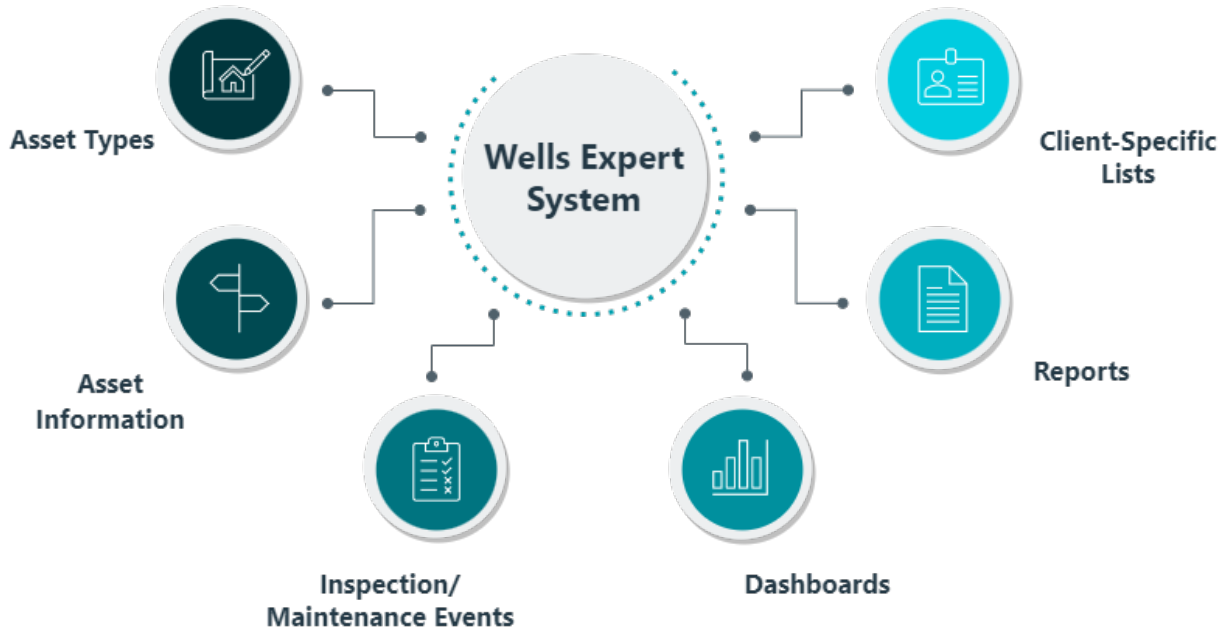 Wells Expert
System
Asset Types
Asset
Information
Inspection/
Maintenance Events
Dashboards
Reports
Client-Specific
Lists